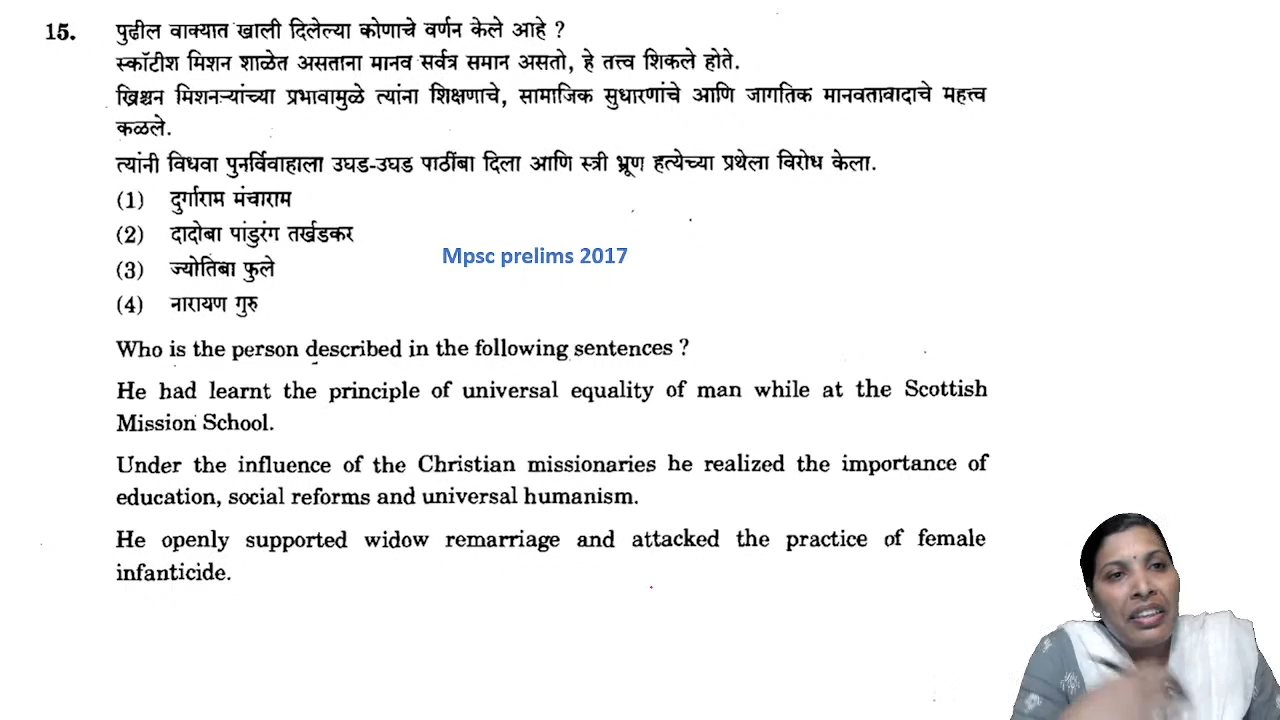 15. पुढील वाक्यात खाली दिलेल्या कोणाचे वर्णन केले आहे ?
स्कॉटीश मिशन शाळेत असताना मानव सर्वत्र समान असतो, हे तत्त्व शिकले होते.
ख्रिश्चन मिशनऱ्यांच्या प्रभावामुळे त्यांना शिक्षणाचे, सामाजिक सुधारणांचे आणि जागतिक मानवतावादाचे महत्त्व
कळले.
त्यांनी विधवा पुनर्विवाहाला उघड-उघड पाठींबा दिला आणि स्त्री भ्रूण हत्येच्या प्रथेला विरोध केला.
(1) दुर्गाराम मंचाराम
(2) दादोबा पांडुरंग तर्खडकर
Mpsc prelims 2017
(3) ज्योतिबा फुले
(4) नारायण गुरु
Who is the person described in the following sentences ?
He had learnt the principle of universal equality of man while at the Scottish
Mission School.
Under the influence of the Christian missionaries he realized the importance of
education, social reforms and universal humanism.
He openly supported widow remarriage and attacked the practice of female
infanticide.